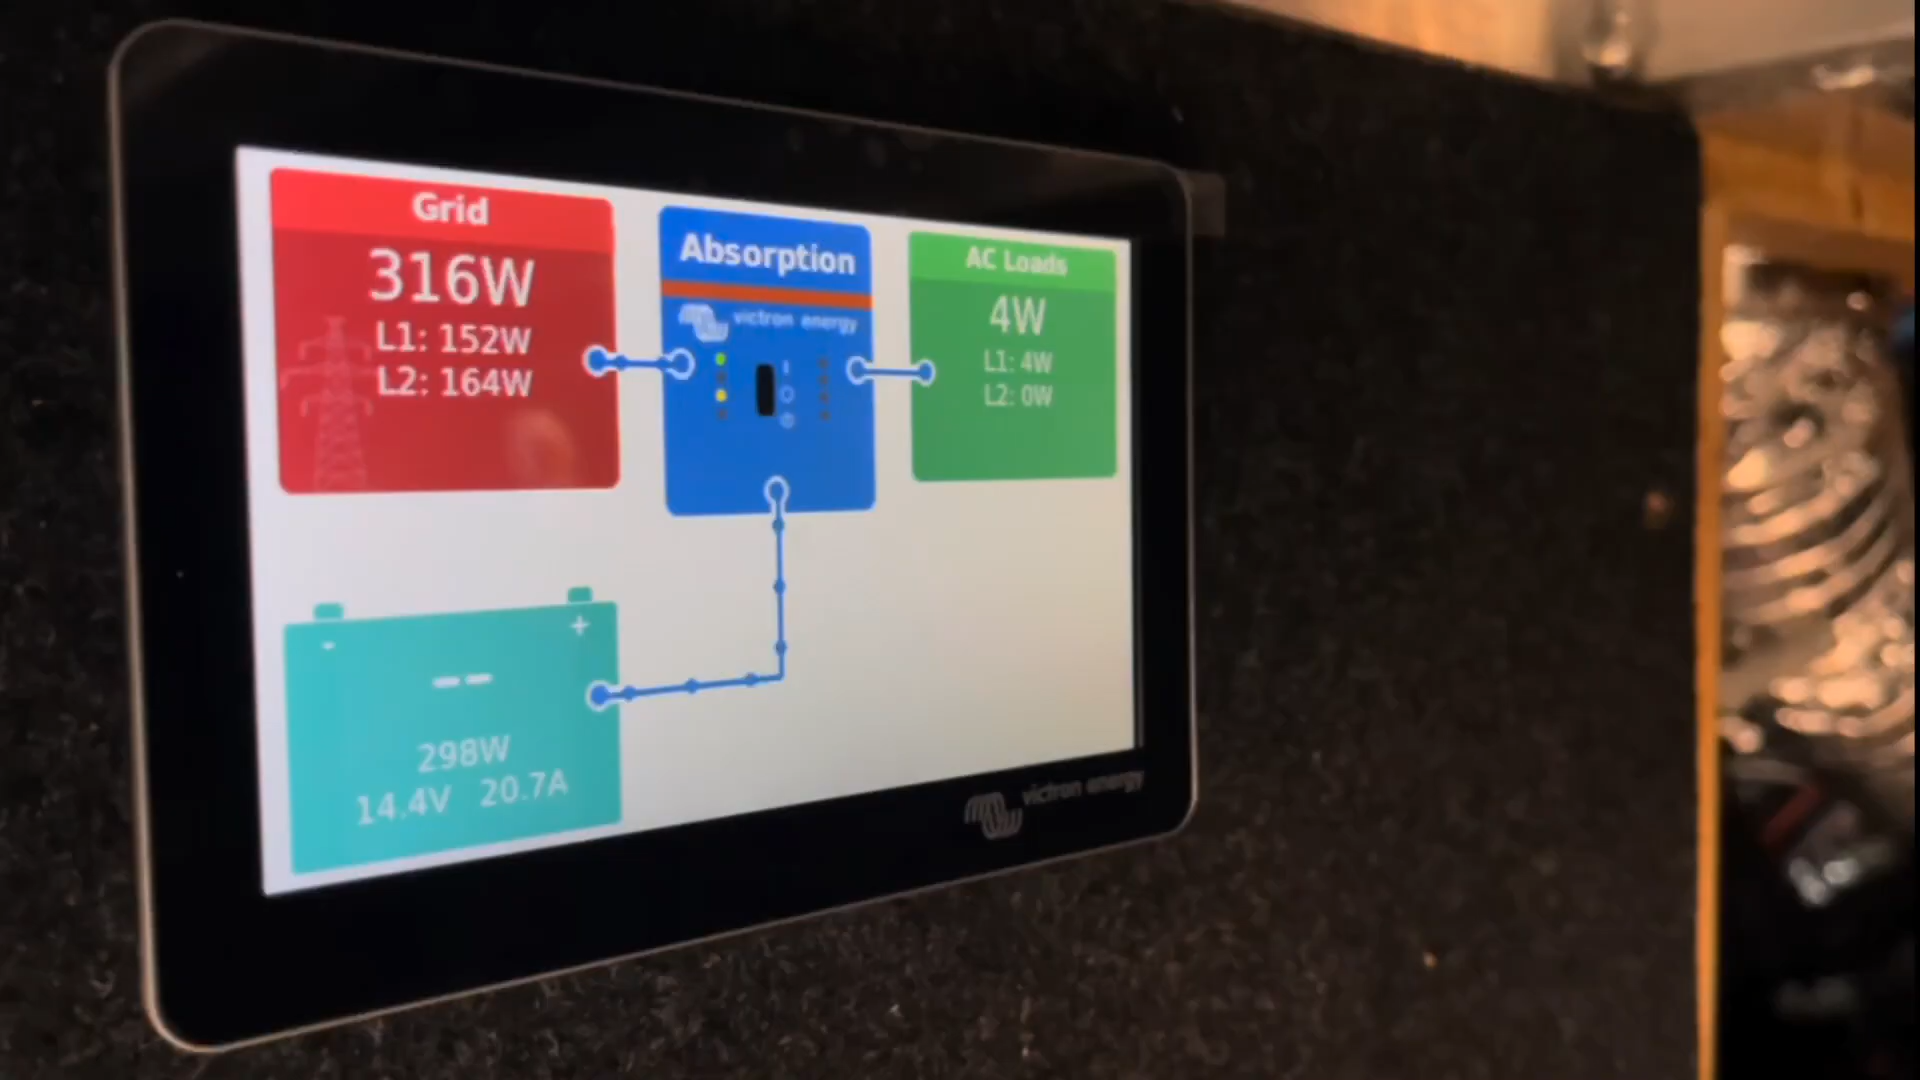 Grid
316W
L1: 152W
L2: 164W
Absorption
victron energy
AC Loads
4W
L1: 4W
L2: 0W
- +
--
298W
14.4V 20.7A
victron energy